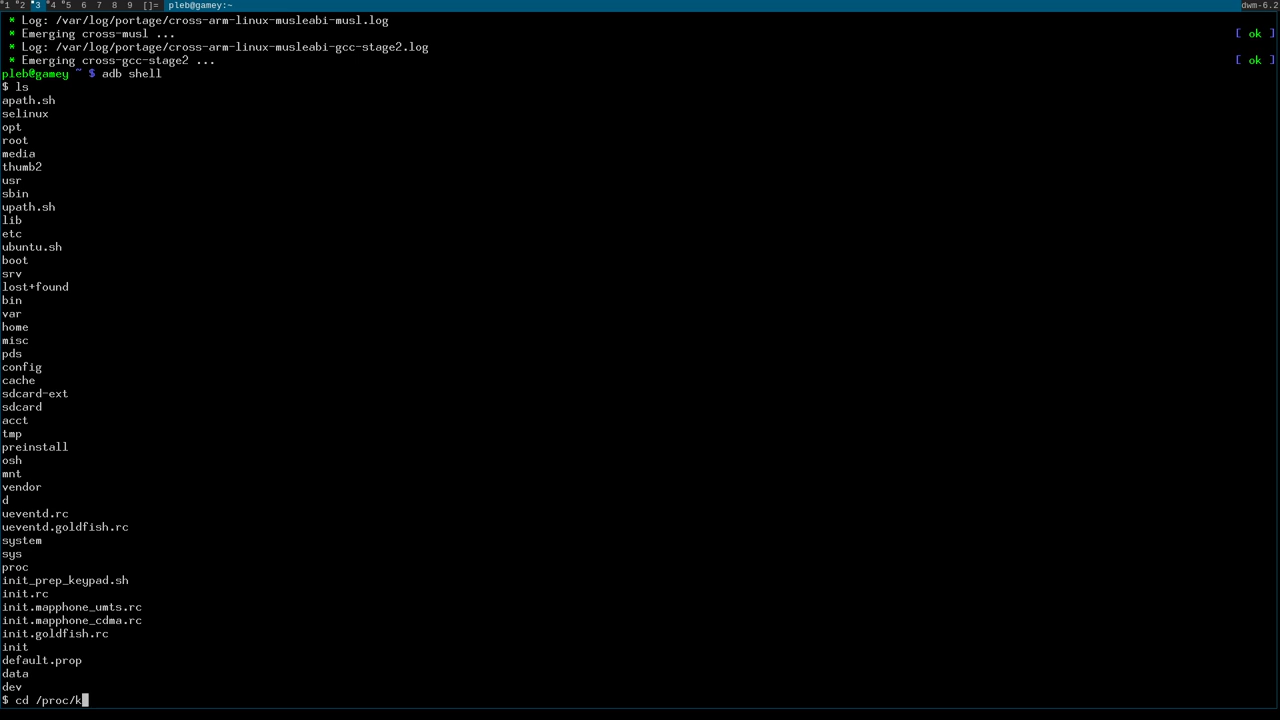 1 2 3 4 5 6 7 8 9 []= pleb@gamey:~ dwm-6.2
* Log: /var/log/portage/cross-arm-linux-musleabi-musl.log
* Emerging cross-musl ... [ ok ]
* Log: /var/log/portage/cross-arm-linux-musleabi-gcc-stage2.log
* Emerging cross-gcc-stage2 ... [ ok ]
pleb@gamey ~ $ adb shell
$ ls
apath.sh
selinux
opt
root
media
thumb2
usr
sbin
upath.sh
lib
etc
ubuntu.sh
boot
srv
lost+found
bin
var
home
misc
pds
config
cache
sdcard-ext
sdcard
acct
tmp
preinstall
osh
mnt
vendor
d
ueventd.rc
ueventd.goldfish.rc
system
sys
proc
init_prep_keypad.sh
init.rc
init.mapphone_umts.rc
init.mapphone_cdma.rc
init.goldfish.rc
init
default.prop
data
dev
$ cd /proc/k